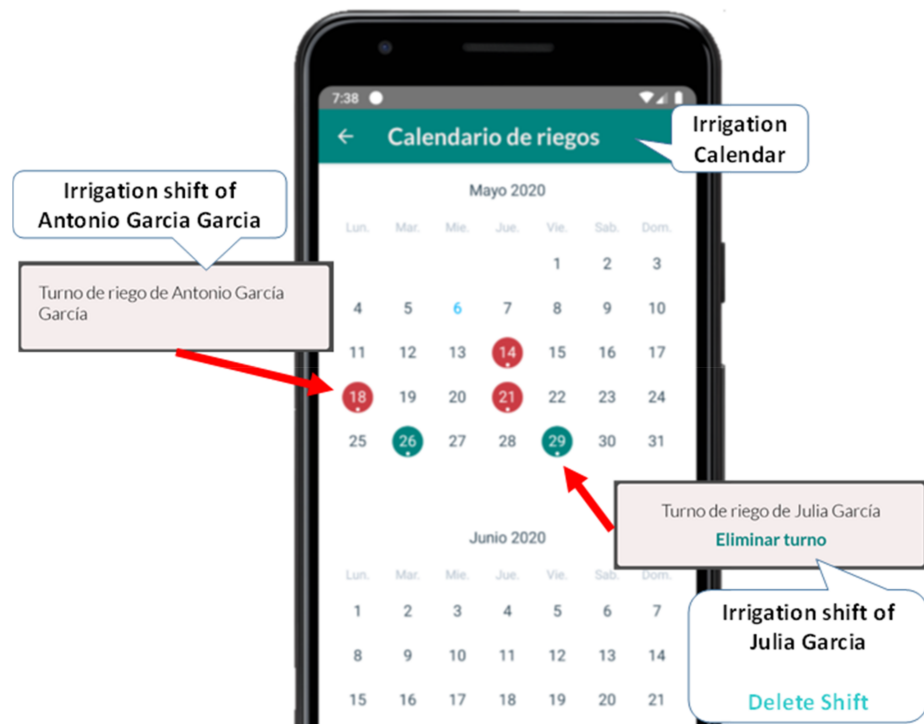 7:38
Calendario de riegos
Irrigation
Calendar
Mayo 2020
Irrigation shift of
Antonio Garcia Garcia
Lun. Mar. Mie. Jue. Vie. Sab. Dom.
1 2 3
Turno de riego de Antonio García
García
4 5 6 7 8 9 10
11 12 13 14 15 16 17
18 19 20 21 22 23 24
25 26 27 28 29 30 31
Turno de riego de Julia García
Eliminar turno
Junio 2020
Lun. Mar. Mie. Jue. Vie. Sab. Dom.
1 2 3 4 5 6 7
Irrigation shift of
Julia Garcia
Delete Shift
8 9 10 11 12 13 14
15 16 17 18 19 20 21